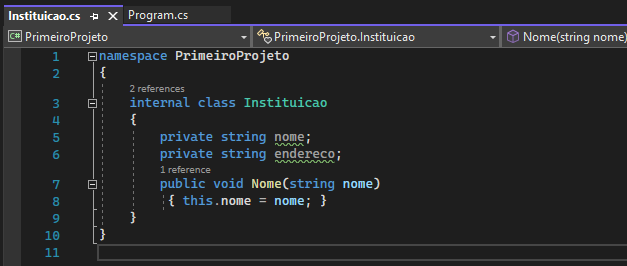 Instituicao.cs Program.cs
C# PrimeiroProjeto PrimeiroProjeto.Instituicao Nome(string nome)
1 namespace PrimeiroProjeto
2 {
2 references
3 internal class Instituicao
4 {
5 private string nome;
6 private string endereco;
1 reference
7 public void Nome(string nome)
8 { this.nome = nome; }
9 }
10 }
11